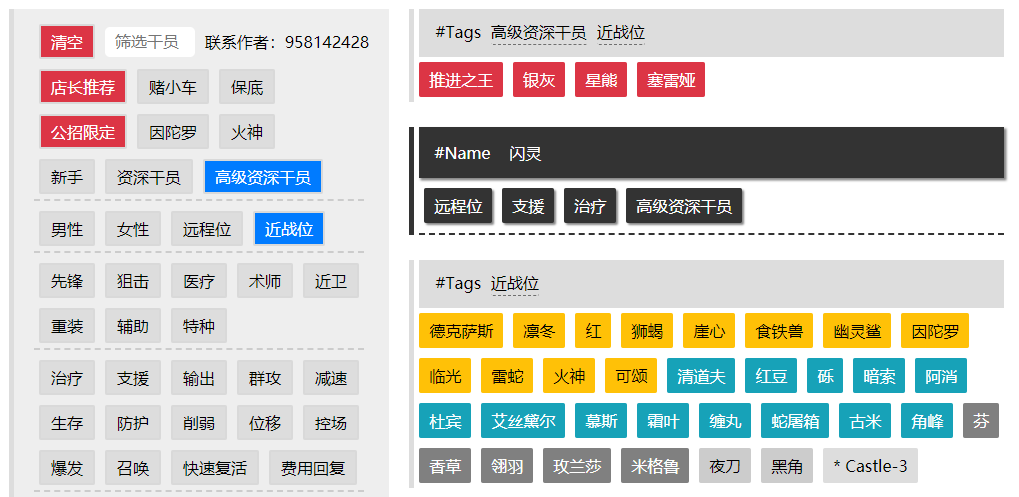 清空 筛选干员 联系作者：958142428
店长推荐 赌小车 保底
公招限定 因陀罗 火神
新手 资深干员 高级资深干员
男性 女性 远程位 近战位
先锋 狙击 医疗 术师 近卫
重装 辅助 特种
治疗 支援 输出 群攻 减速
生存 防护 削弱 位移 控场
爆发 召唤 快速复活 费用回复
#Tags 高级资深干员 近战位
推进之王 银灰 星熊 塞雷娅
#Name 闪灵
远程位 支援 治疗 高级资深干员
#Tags 近战位
德克萨斯 凛冬 红 狮蝎 崖心 食铁兽 幽灵鲨 因陀罗
临光 雷蛇 火神 可颂 清道夫 红豆 砾 暗索 阿消
杜宾 艾丝黛尔 慕斯 霜叶 缠丸 蛇屠箱 古米 角峰 芬
香草 翎羽 玫兰莎 米格鲁 夜刀 黑角 * Castle-3